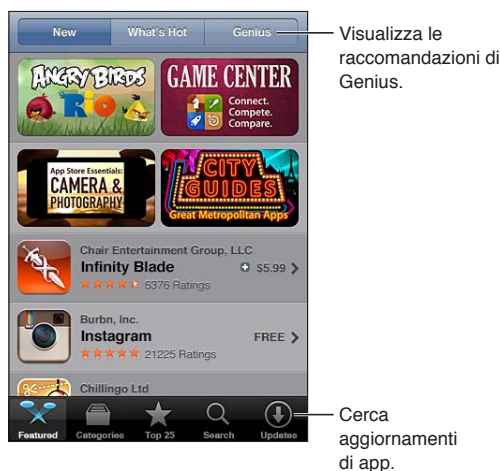 New What's Hot Genius
Visualizza le
raccomandazioni di
Genius.
ANGRY BIRDS
RIO
GAME CENTER
Connect.
Compete.
Compare.
App Store Essentials:
CAMERA &
PHOTOGRAPHY
CITY
GUIDES
Great Metropolitan Apps
Chair Entertainment Group, LLC
Infinity Blade
$5.99
6376 Ratings
Burbn, Inc.
Instagram
FREE
21225 Ratings
Chillingo Ltd
Featured Categories Top 25 Search Updates
Cerca
aggiornamenti
di app.